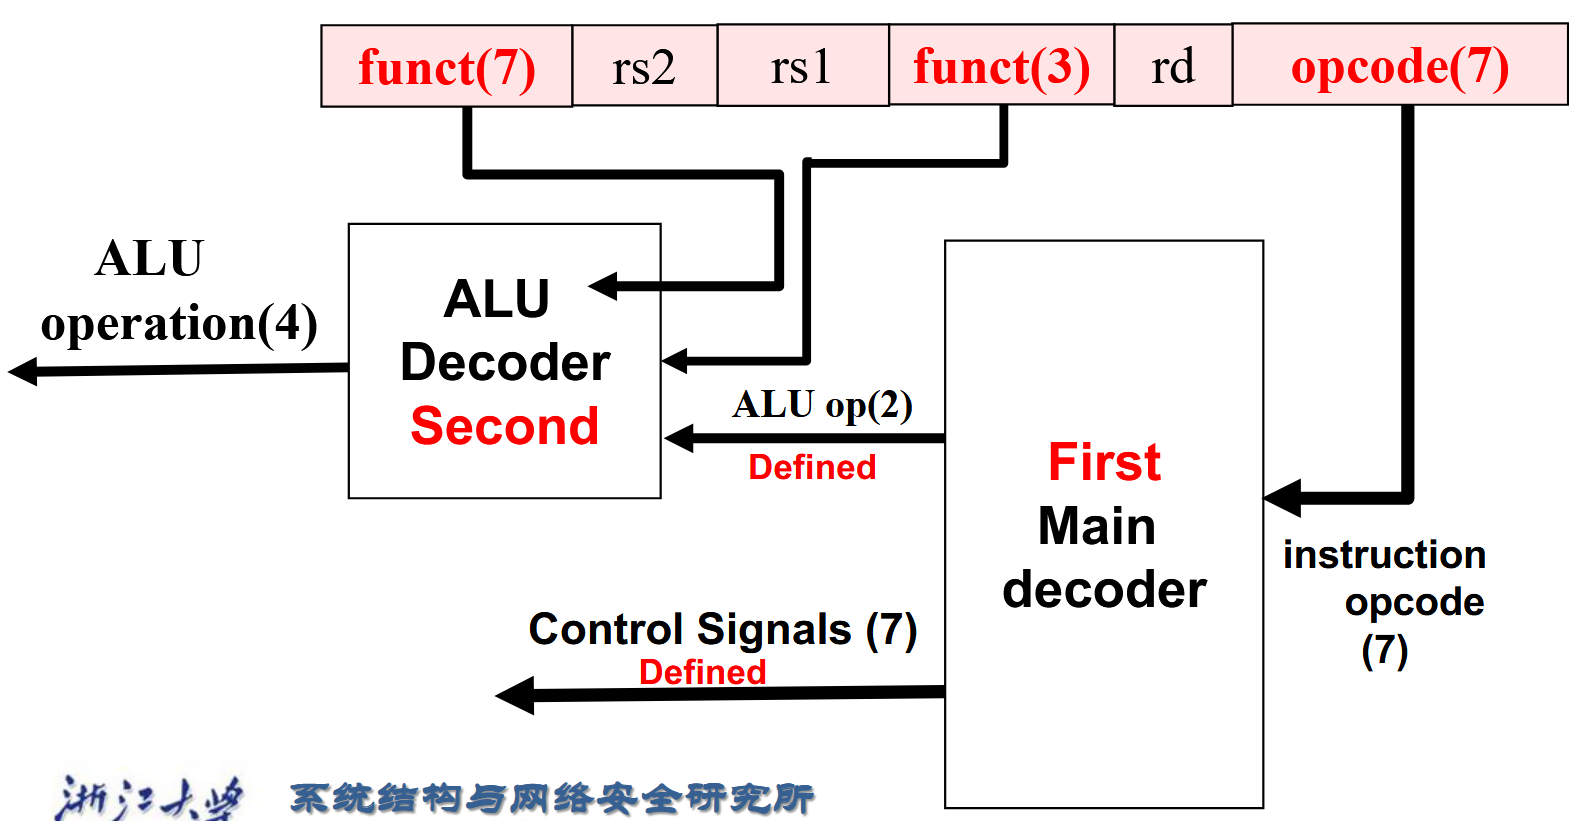 funct(7) rs2 rs1 funct(3) rd opcode(7)
ALU
operation(4)
ALU
Decoder
Second
ALU op(2)
Defined
First
Main
decoder
instruction
opcode
(7)
Control Signals (7)
Defined
浙江大学 系统结构与网络安全研究所